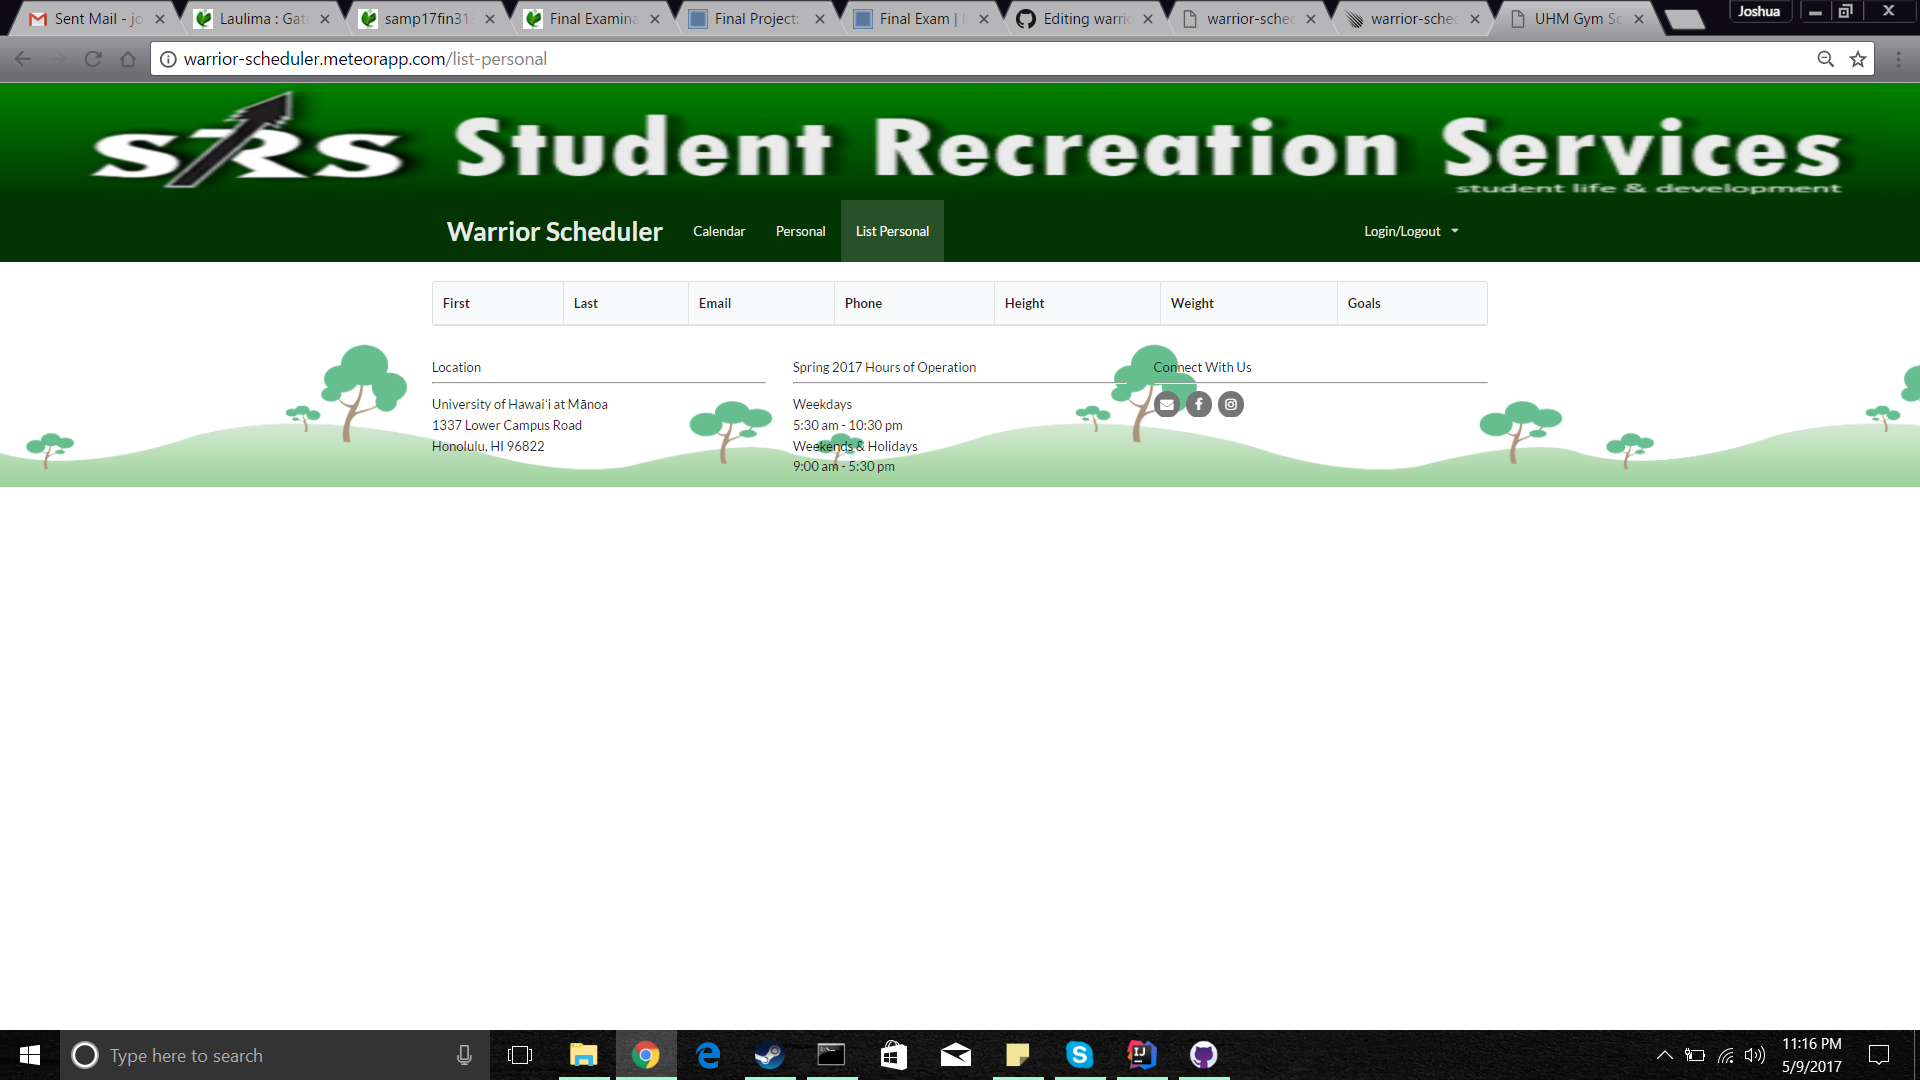 Sent Mail - jo
Laulima : Gat
samp17fin31
Final Examina
Final Project:
Final Exam |
Editing warri
warrior-sched
warrior-sched
UHM Gym Sc
Joshua
warrior-scheduler.meteorapp.com/list-personal
SRS Student Recreation Services
student life & development
Warrior Scheduler
Calendar
Personal
List Personal
Login/Logout
First
Last
Email
Phone
Height
Weight
Goals
Location
University of Hawai'i at Mānoa
1337 Lower Campus Road
Honolulu, HI 96822
Spring 2017 Hours of Operation
Weekdays
5:30 am - 10:30 pm
Weekends & Holidays
9:00 am - 5:30 pm
Connect With Us
Type here to search
11:16 PM
5/9/2017